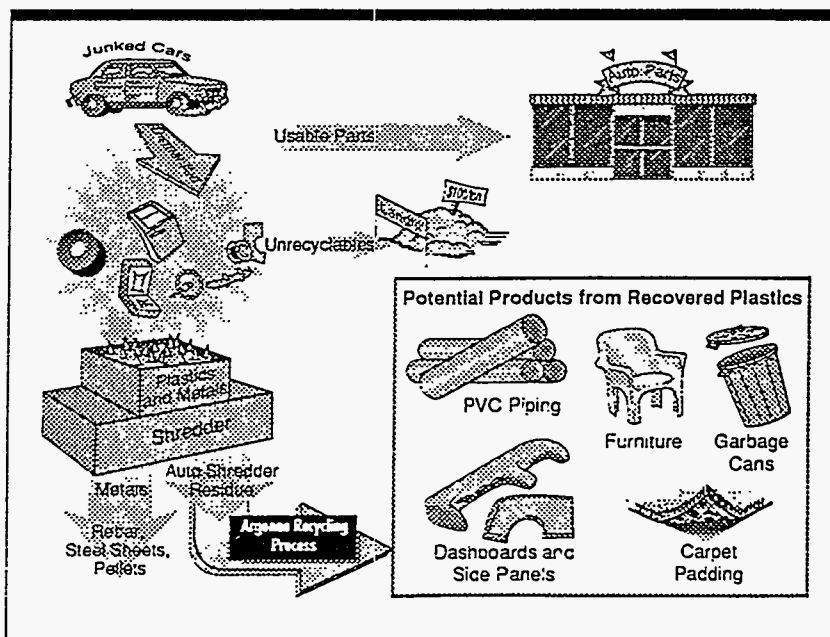 Junked Cars
Auto Parts
Usable Parts
Unrecyclables
Landfill
Potential Products from Recovered Plastics
Plastics
and Metals
Shredder
PVC Piping
Furniture
Garbage
Cans
Metals
Auto Shredder
Residue
Rebar,
Steel Sheets,
Pellets
Argonne Recycling
Process
Dashboards and
Side Panels
Carpet
Padding